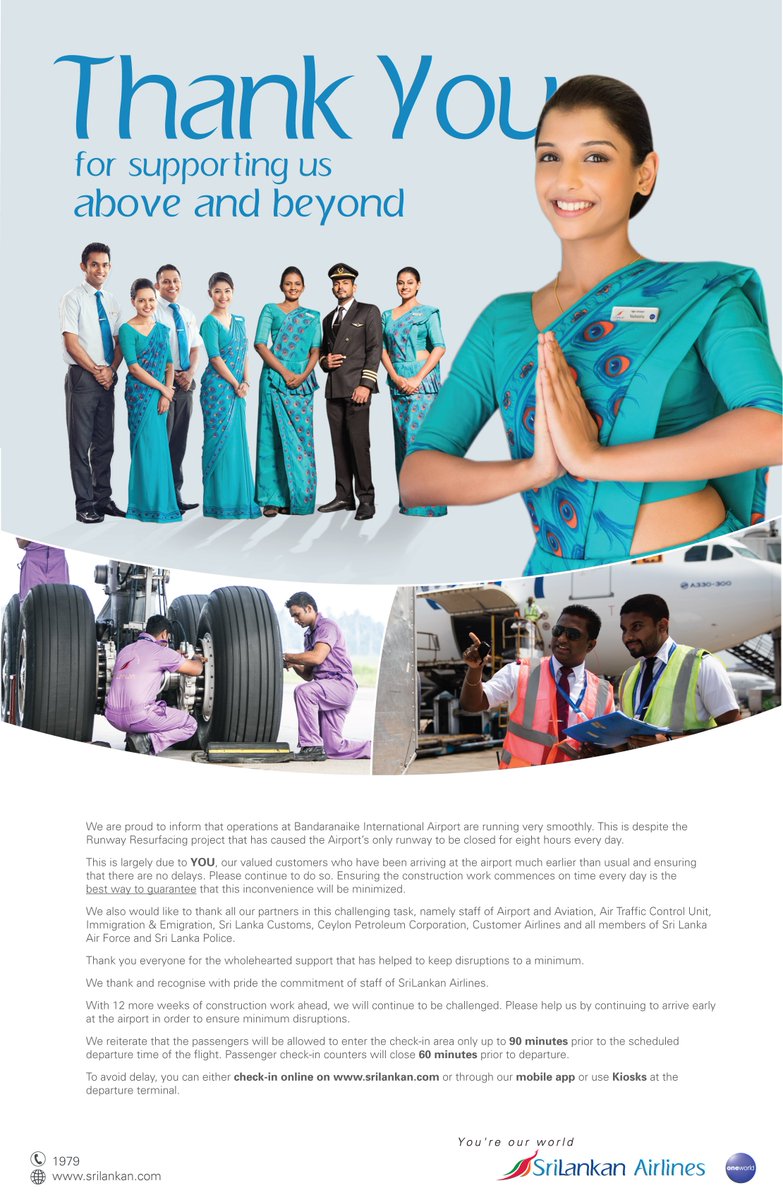 Thank You
for supporting us
above and beyond
A330-300
We are proud to inform that operations at Bandaranaike International Airport are running very smoothly. This is despite the
Runway Resurfacing project that has caused the Airport's only runway to be closed for eight hours every day.
This is largely due to YOU, our valued customers who have been arriving at the airport much earlier than usual and ensuring
that there are no delays. Please continue to do so. Ensuring the construction work commences on time every day is the
best way to guarantee that this inconvenience will be minimized.
We also would like to thank all our partners in this challenging task, namely staff of Airport and Aviation, Air Traffic Control Unit,
Immigration & Emigration, Sri Lanka Customs, Ceylon Petroleum Corporation, Customer Airlines and all members of Sri Lanka
Air Force and Sri Lanka Police.
Thank you everyone for the wholehearted support that has helped to keep disruptions to a minimum.
We thank and recognise with pride the commitment of staff of SriLankan Airlines.
With 12 more weeks of construction work ahead, we will continue to be challenged. Please help us by continuing to arrive early
at the airport in order to ensure minimum disruptions.
We reiterate that the passengers will be allowed to enter the check-in area only up to 90 minutes prior to the scheduled
departure time of the flight. Passenger check-in counters will close 60 minutes prior to departure.
To avoid delay, you can either check-in online on www.srilankan.com or through our mobile app or use Kiosks at the
departure terminal.
You're our world
1979
www.srilankan.com
SriLankan Airlines
oneworld